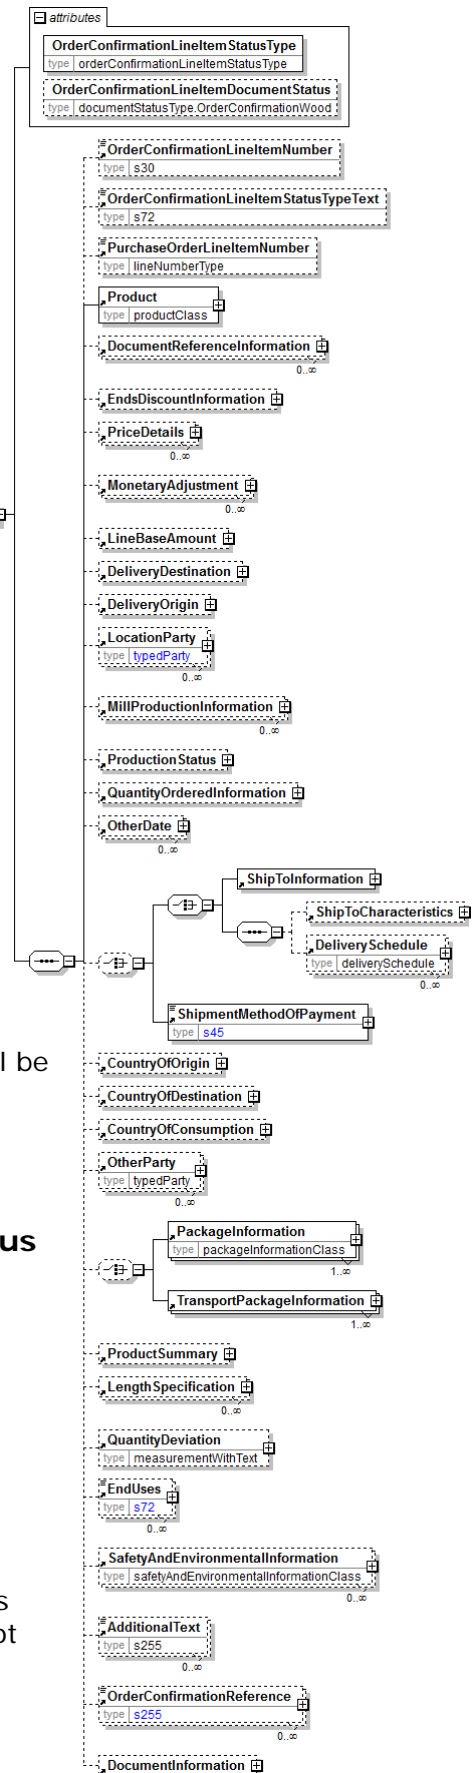 attributes
OrderConfirmationLineItemStatusType
type orderConfirmationLineItemStatusType
OrderConfirmationLineItemDocumentStatus
type documentStatusType.OrderConfirmationWood
OrderConfirmationLineItemNumber
type s30
OrderConfirmationLineItemStatusTypeText
type s72
PurchaseOrderLineItemNumber
type lineNumberType
Product
type productClass
DocumentReferenceInformation
0..∞
EndsDiscountInformation
PriceDetails
0..∞
MonetaryAdjustment
0..∞
LineBaseAmount
DeliveryDestination
DeliveryOrigin
LocationParty
type typedParty
0..∞
MillProductionInformation
0..∞
ProductionStatus
QuantityOrderedInformation
OtherDate
0..∞
ShipToInformation
ShipToCharacteristics
DeliverySchedule
type deliverySchedule
0..∞
ShipmentMethodOfPayment
type s45
l be
CountryOfOrigin
CountryOfDestination
CountryOfConsumption
OtherParty
type typedParty
0..∞
us
PackageInformation
type packageInformationClass
1..∞
TransportPackageInformation
1..∞
ProductSummary
LengthSpecification
0..∞
QuantityDeviation
type measurementWithText
EndUses
type s72
0..∞
SafetyAndEnvironmentalInformation
type safetyAndEnvironmentalInformationClass
0..∞
s
AdditionalText
ot
type s255
0..∞
OrderConfirmationReference
type s255
0..∞
DocumentInformation